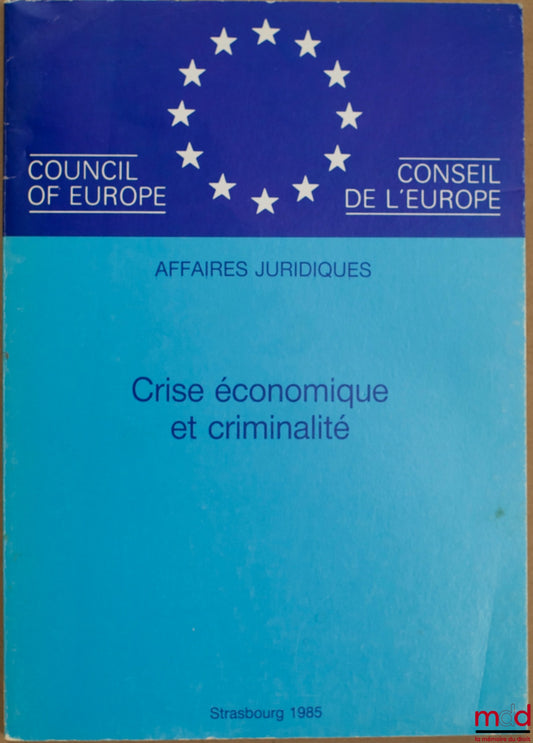 COUNCIL
OF EUROPE
CONSEIL
DE L'EUROPE
AFFAIRES JURIDIQUES
Crise économique
et criminalité
Strasbourg 1985
mdd
la mémoire du droit